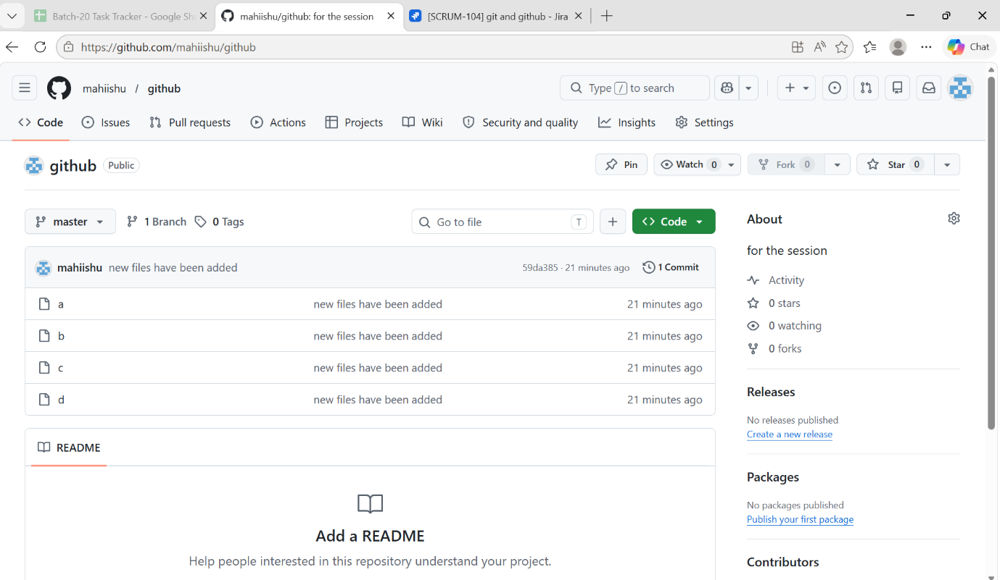 Batch-20 Task Tracker - Google Sh
mahiishu/github: for the session
[SCRUM-104] git and github - Jira
https://github.com/mahiishu/github
Chat
mahiishu / github
Type / to search
Code
Issues
Pull requests
Actions
Projects
Wiki
Security and quality
Insights
Settings
github Public
Pin
Watch 0
Fork 0
Star 0
master
1 Branch
0 Tags
Go to file T
Code
mahiishu new files have been added 59da385 · 21 minutes ago 1 Commit
a new files have been added 21 minutes ago
b new files have been added 21 minutes ago
c new files have been added 21 minutes ago
d new files have been added 21 minutes ago
README
Add a README
Help people interested in this repository understand your project.
About
for the session
Activity
0 stars
0 watching
0 forks
Releases
No releases published
Create a new release
Packages
No packages published
Publish your first package
Contributors